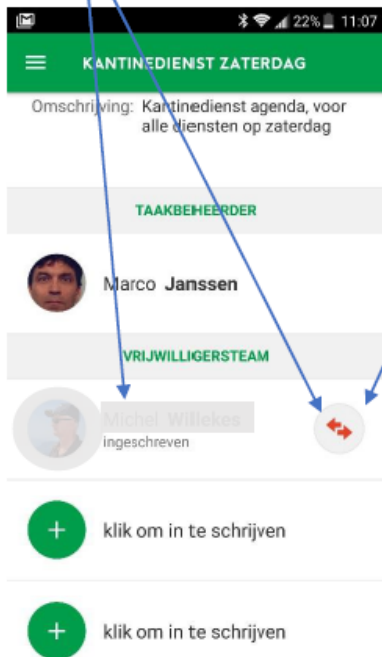 22% 11:07
KANTINEDIENST ZATERDAG
Omschrijving: Kantinedienst agenda, voor
alle diensten op zaterdag
TAAKBEHEERDER
Marco Janssen
VRIJWILLIGERSTEAM
Michel Willekes
ingeschreven
klik om in te schrijven
klik om in te schrijven